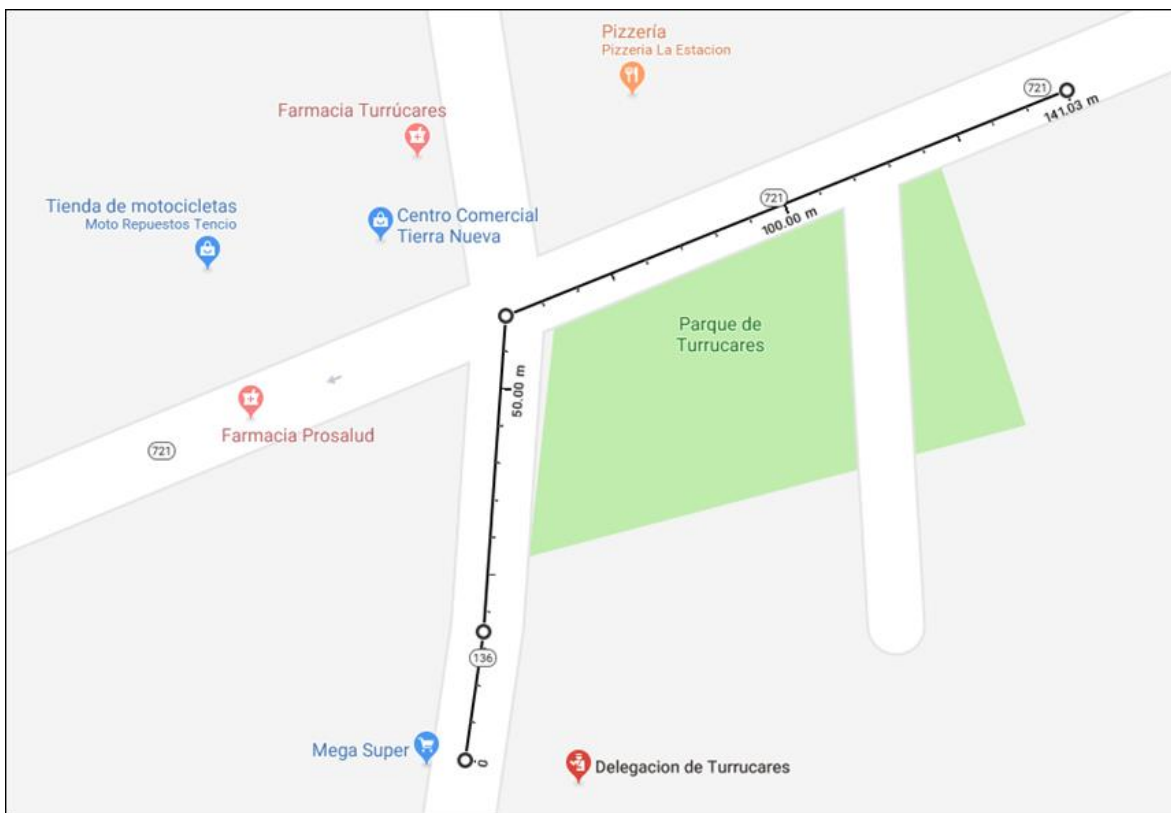 Pizzería
Pizzeria La Estacion
721
141.03 m
Farmacia Turrúcares
721
100.00 m
Tienda de motocicletas
Moto Repuestos Tencio
Centro Comercial
Tierra Nueva
Parque de
Turrucares
50.00 m
Farmacia Prosalud
721
136
Mega Super
0
Delegacion de Turrucares